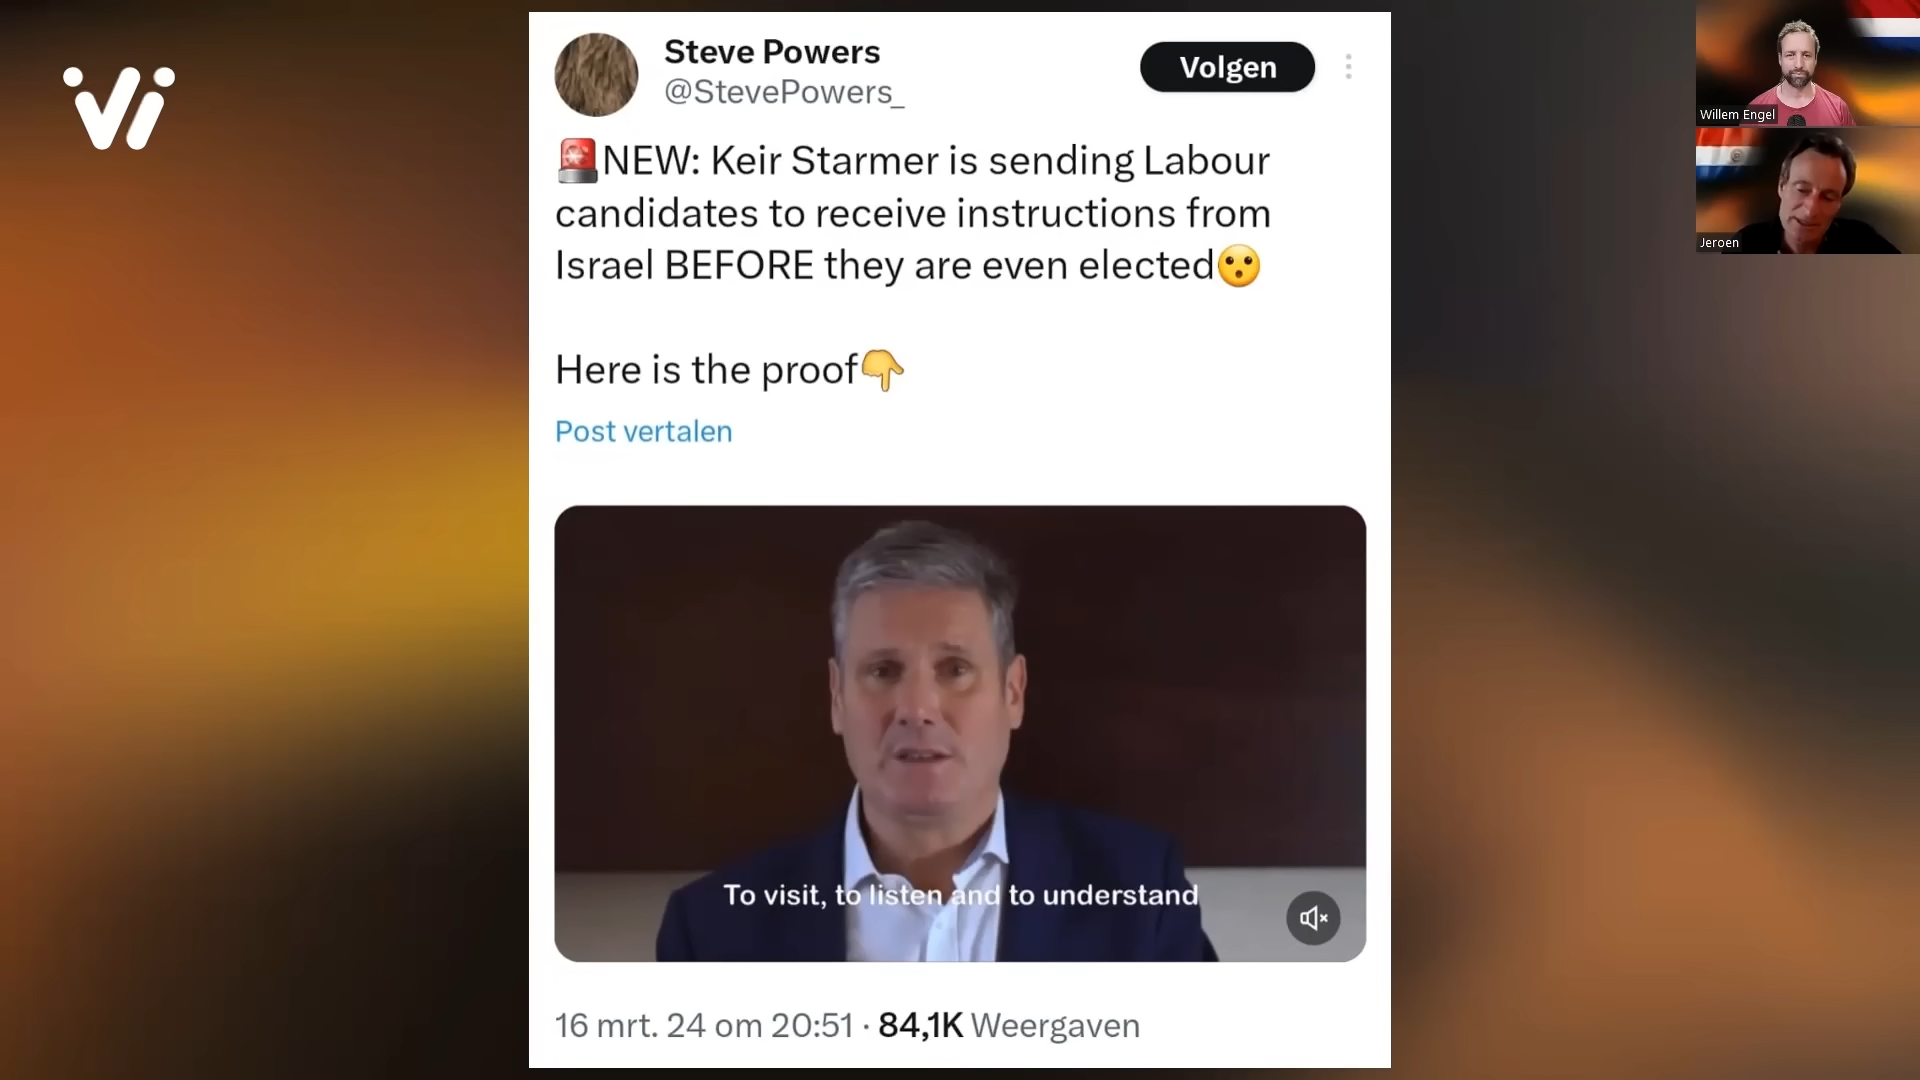 Vi
Steve Powers
@StevePowers_
Volgen
🚨NEW: Keir Starmer is sending Labour
candidates to receive instructions from
Israel BEFORE they are even elected😮
Here is the proof👇
Post vertalen
To visit, to listen and to understand
16 mrt. 24 om 20:51 · 84,1K Weergaven
Willem Engel
Jeroen